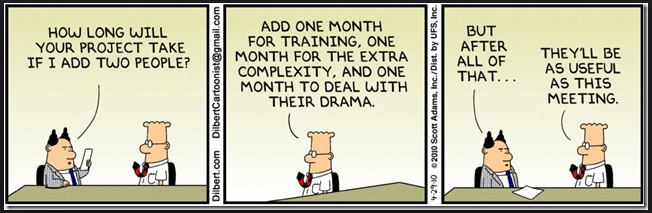 HOW LONG WILL
YOUR PROJECT TAKE
IF I ADD TWO PEOPLE?
Dilbert.com DilbertCartoonist@gmail.com
ADD ONE MONTH
FOR TRAINING, ONE
MONTH FOR THE EXTRA
COMPLEXITY, AND ONE
MONTH TO DEAL WITH
THEIR DRAMA.
4-29-10 ©2010 Scott Adams, Inc./Dist. by UFS, Inc.
BUT
AFTER
ALL OF
THAT...
THEY'LL BE
AS USEFUL
AS THIS
MEETING.